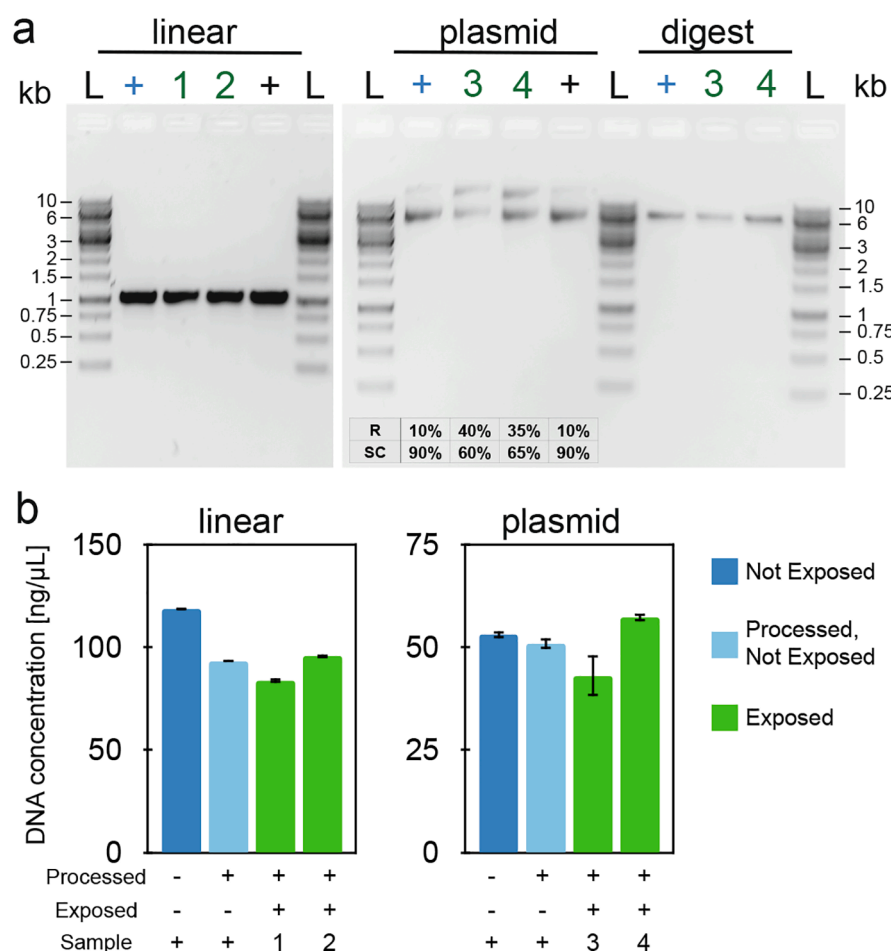 a
linear plasmid digest
kb L + 1 2 + L L + 3 4 + L + 3 4 L kb
10 10
6 6
3 3
2 2
1.5 1.5
1 1
0.75 0.75
0.5 0.5
0.25 0.25
R 10% 40% 35% 10%
SC 90% 60% 65% 90%
b
linear plasmid
DNA concentration [ng/µL]
150 75
100 50
50 25
0 0
Not Exposed
Processed,
Not Exposed
Exposed
Processed - + + + - + + +
Exposed - - + + - - + +
Sample + + 1 2 + + 3 4